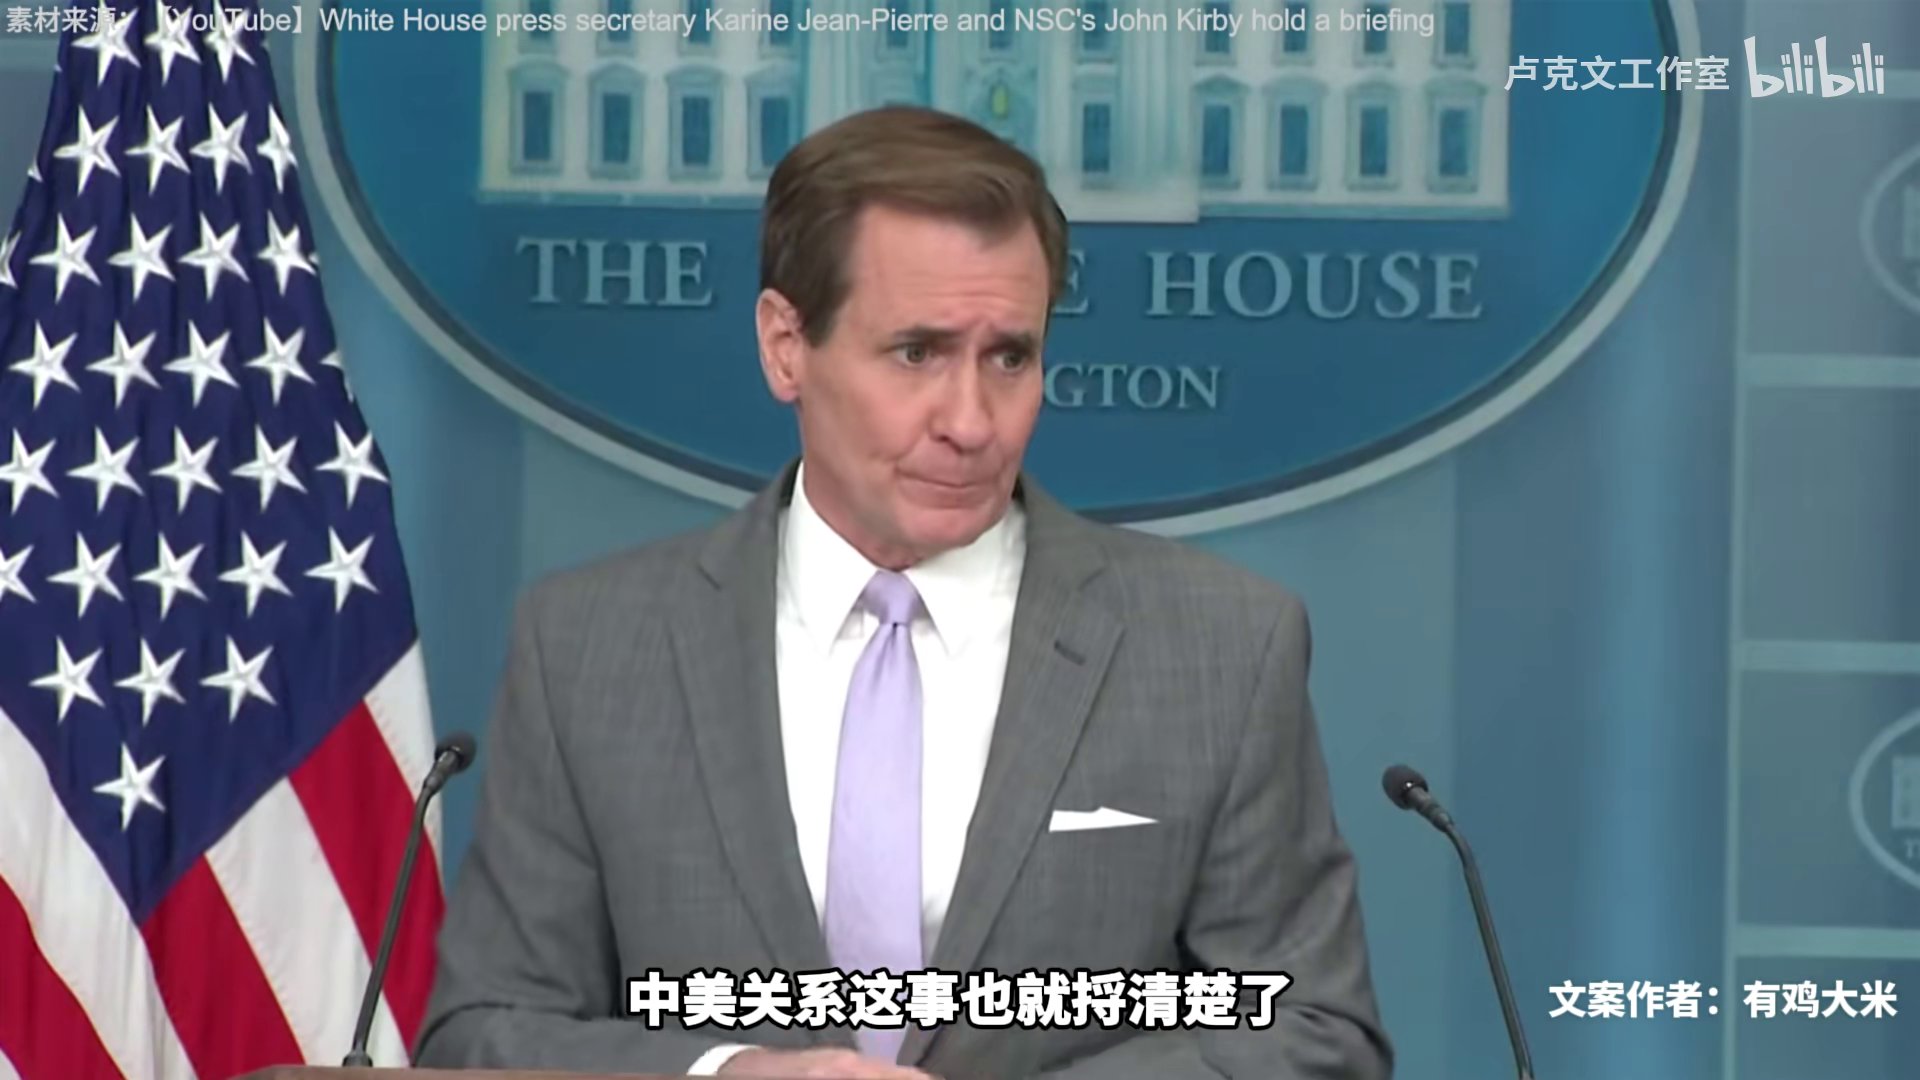 素材来源：【YouTube】White House press secretary Karine Jean-Pierre and NSC's John Kirby hold a briefing
卢克文工作室 bilibili
THE HOUSE
GTON
中美关系这事也就捋清楚了
文案作者：有鸡大米